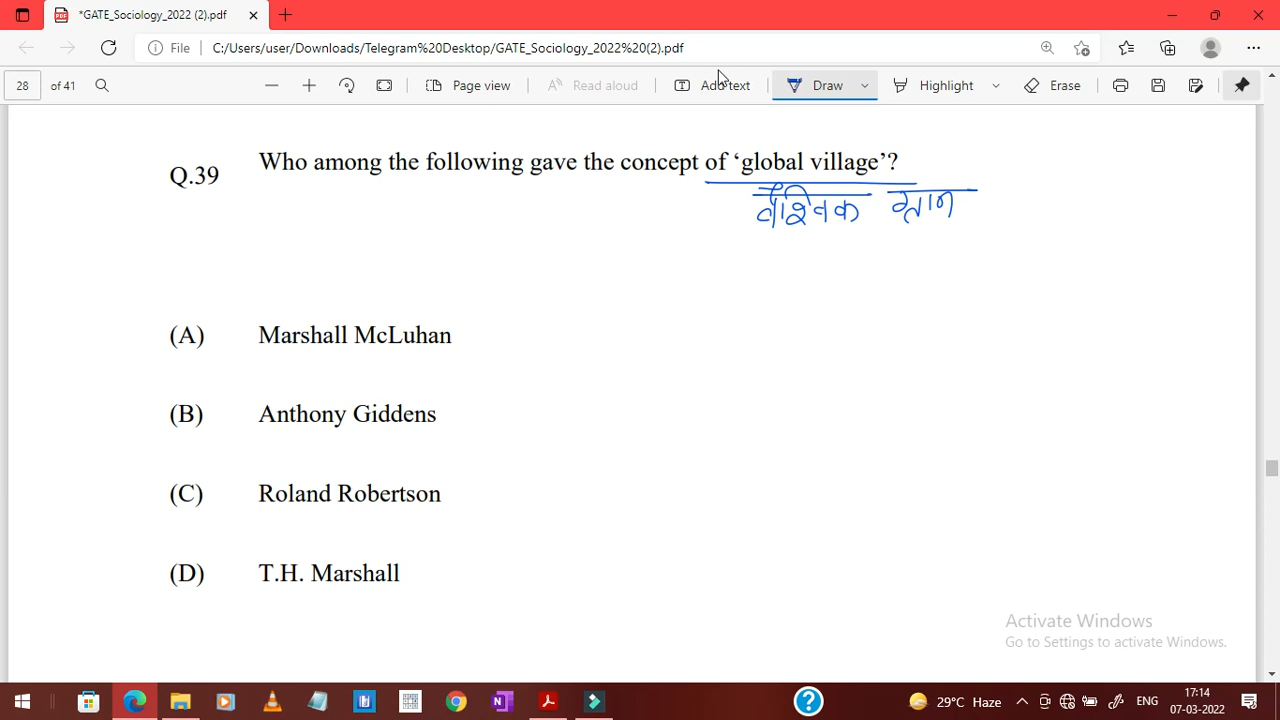 *GATE_Sociology_2022 (2).pdf
File C:/Users/user/Downloads/Telegram%20Desktop/GATE_Sociology_2022%20(2).pdf
28 of 41 Page view Read aloud Add text Draw Highlight Erase
Q.39 Who among the following gave the concept of ‘global village’?
वैश्विक ग्राम
(A) Marshall McLuhan
(B) Anthony Giddens
(C) Roland Robertson
(D) T.H. Marshall
Activate Windows
Go to Settings to activate Windows.
29°C Haze ENG 17:14
07-03-2022